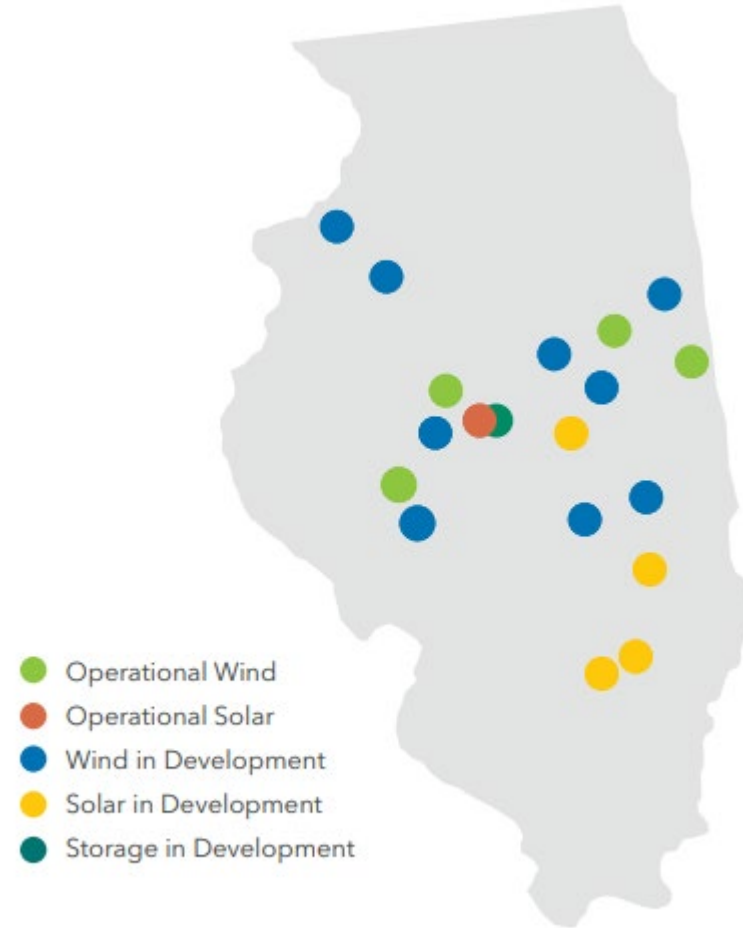 Operational Wind
Operational Solar
Wind in Development
Solar in Development
Storage in Development